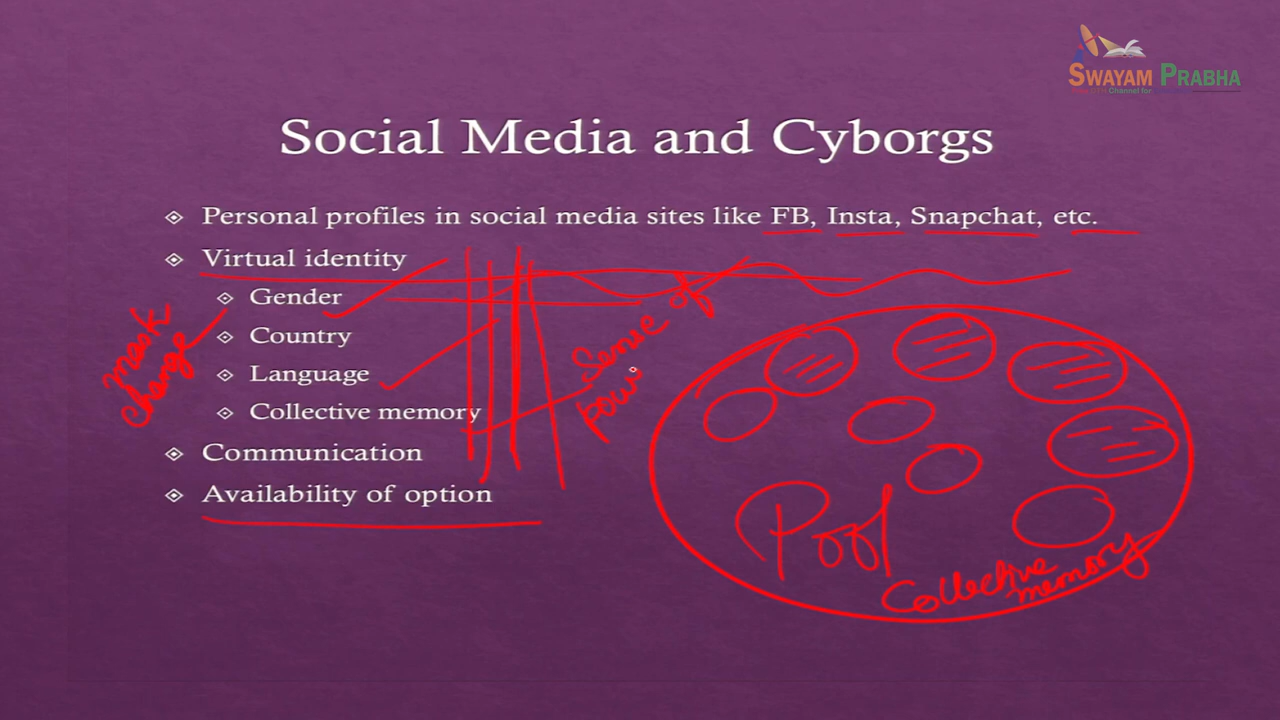 SWAYAM PRABHA
Social Media and Cyborgs
Personal profiles in social media sites like FB, Insta, Snapchat, etc.
Virtual identity
Gender
Country
Language
Collective memory
Communication
Availability of option
mask
change
Sense of
Pool
Collective
memory